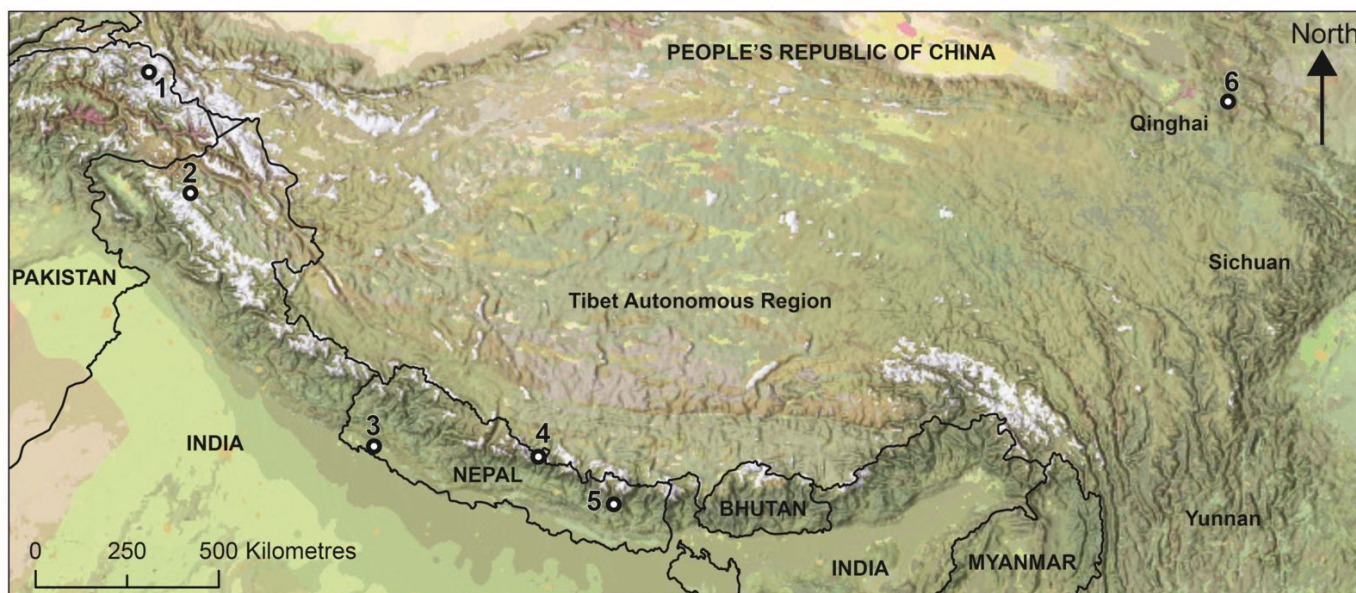 PEOPLE'S REPUBLIC OF CHINA
North
1
6
Qinghai
2
PAKISTAN
Sichuan
Tibet Autonomous Region
3
INDIA
4
NEPAL
5
BHUTAN
Yunnan
0 250 500 Kilometres
INDIA
MYANMAR